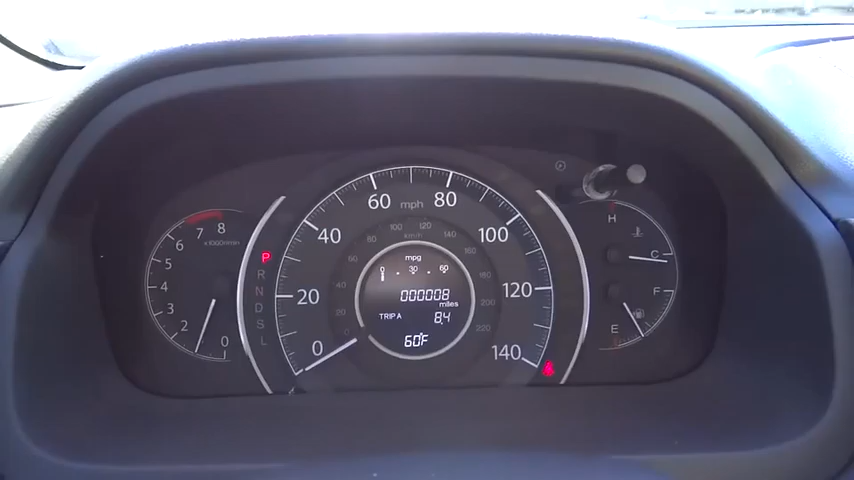 60 mph 80
40 100
20 120
0 140
20 40 60 80 100 120 140 160 180 200 220
km/h
8
7
6
5
4
3
2
1
0
x1000r/min
P
R
N
D
S
L
mpg
0 30 60
000008
miles
TRIP A 8.4
60°F
H
C
F
E